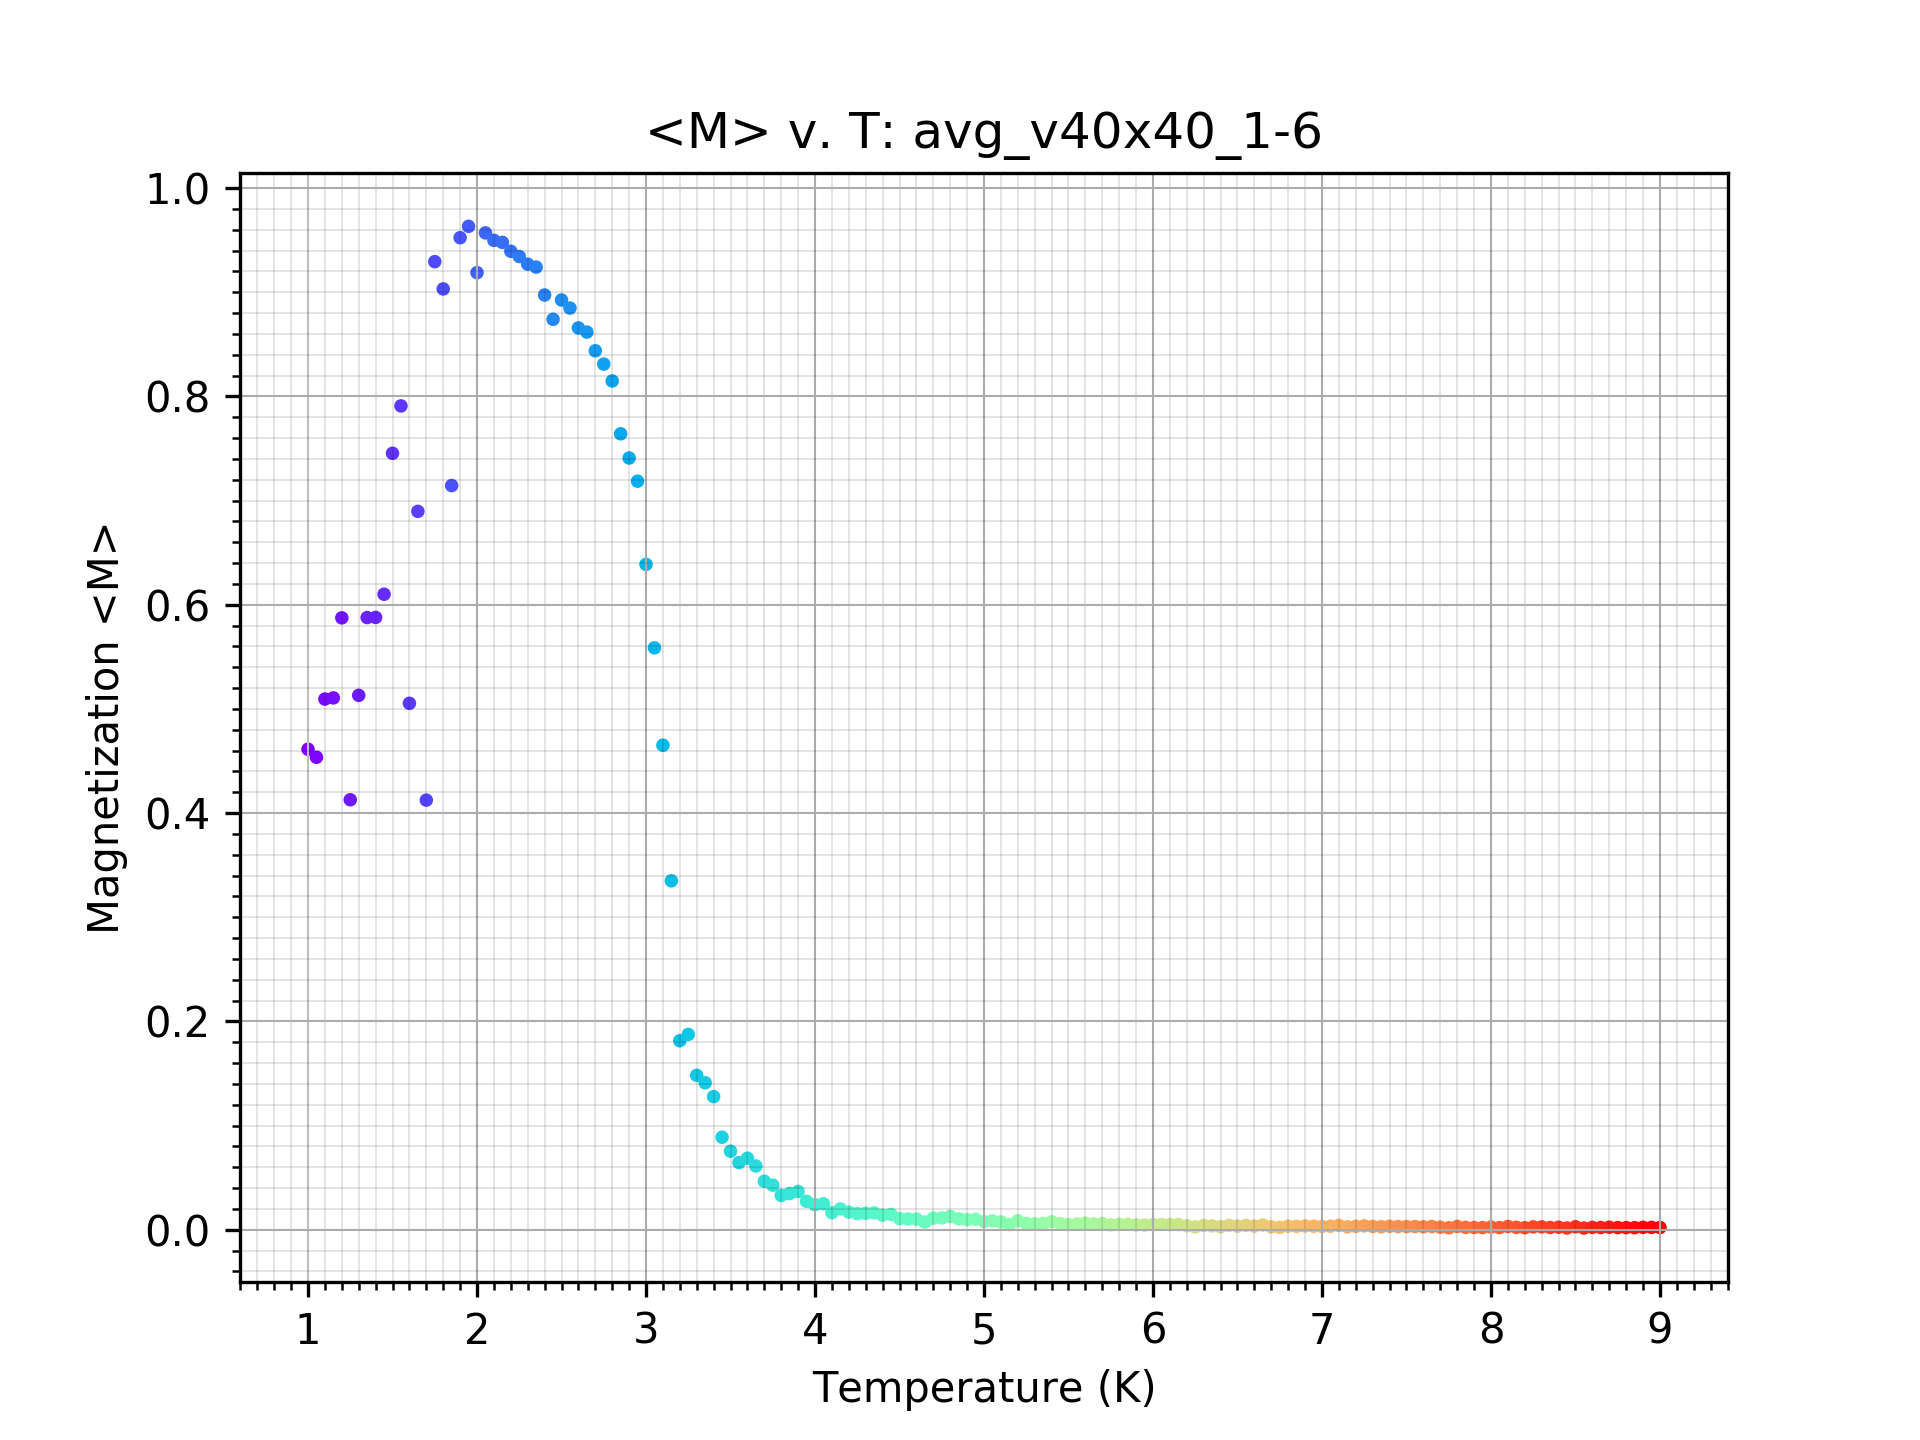 <M> v. T: avg_v40x40_1-6
1.0
0.8
0.6
0.4
0.2
0.0
Magnetization <M>
1 2 3 4 5 6 7 8 9
Temperature (K)